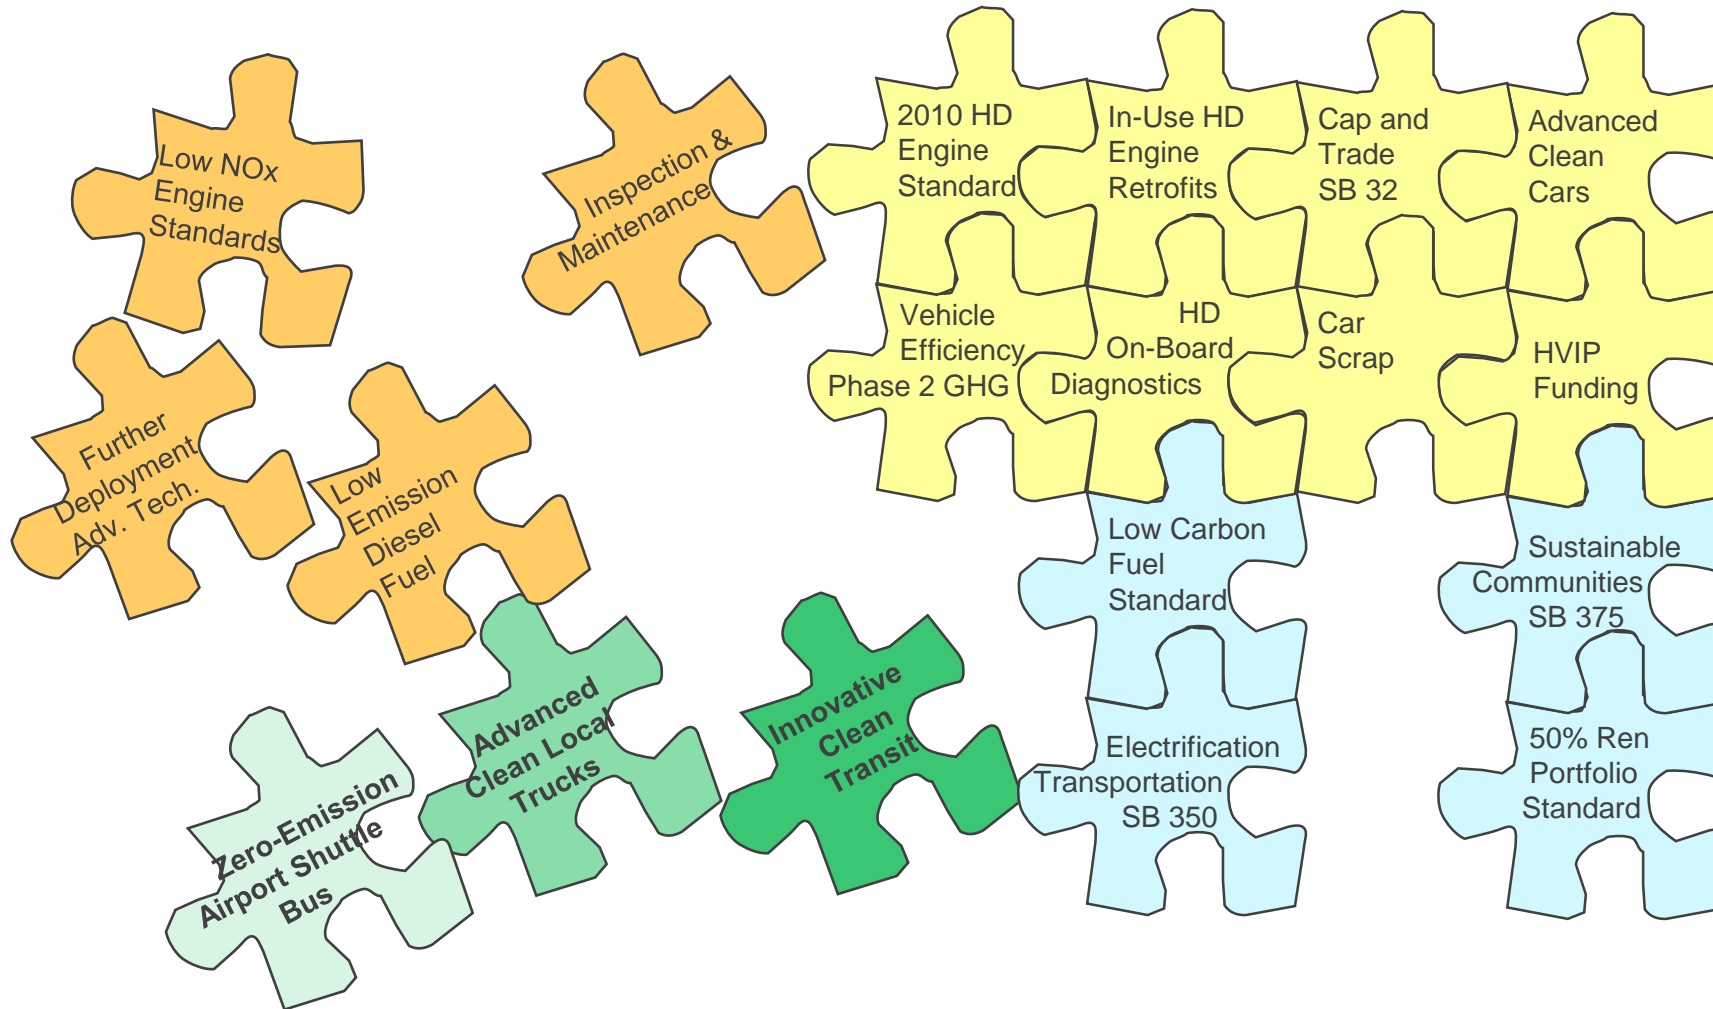 Low NOx
Engine
Standards
Inspection &
Maintenance
2010 HD
Engine
Standard
In-Use HD
Engine
Retrofits
Cap and
Trade
SB 32
Advanced
Clean
Cars
Vehicle
Efficiency
Phase 2 GHG
HD
On-Board
Diagnostics
Car
Scrap
HVIP
Funding
Further
Deployment
Adv. Tech.
Low
Emission
Diesel
Fuel
Low Carbon
Fuel
Standard
Sustainable
Communities
SB 375
Zero-Emission
Airport Shuttle
Bus
Advanced
Clean Local
Trucks
Innovative
Clean
Transit
Electrification
Transportation
SB 350
50% Ren
Portfolio
Standard